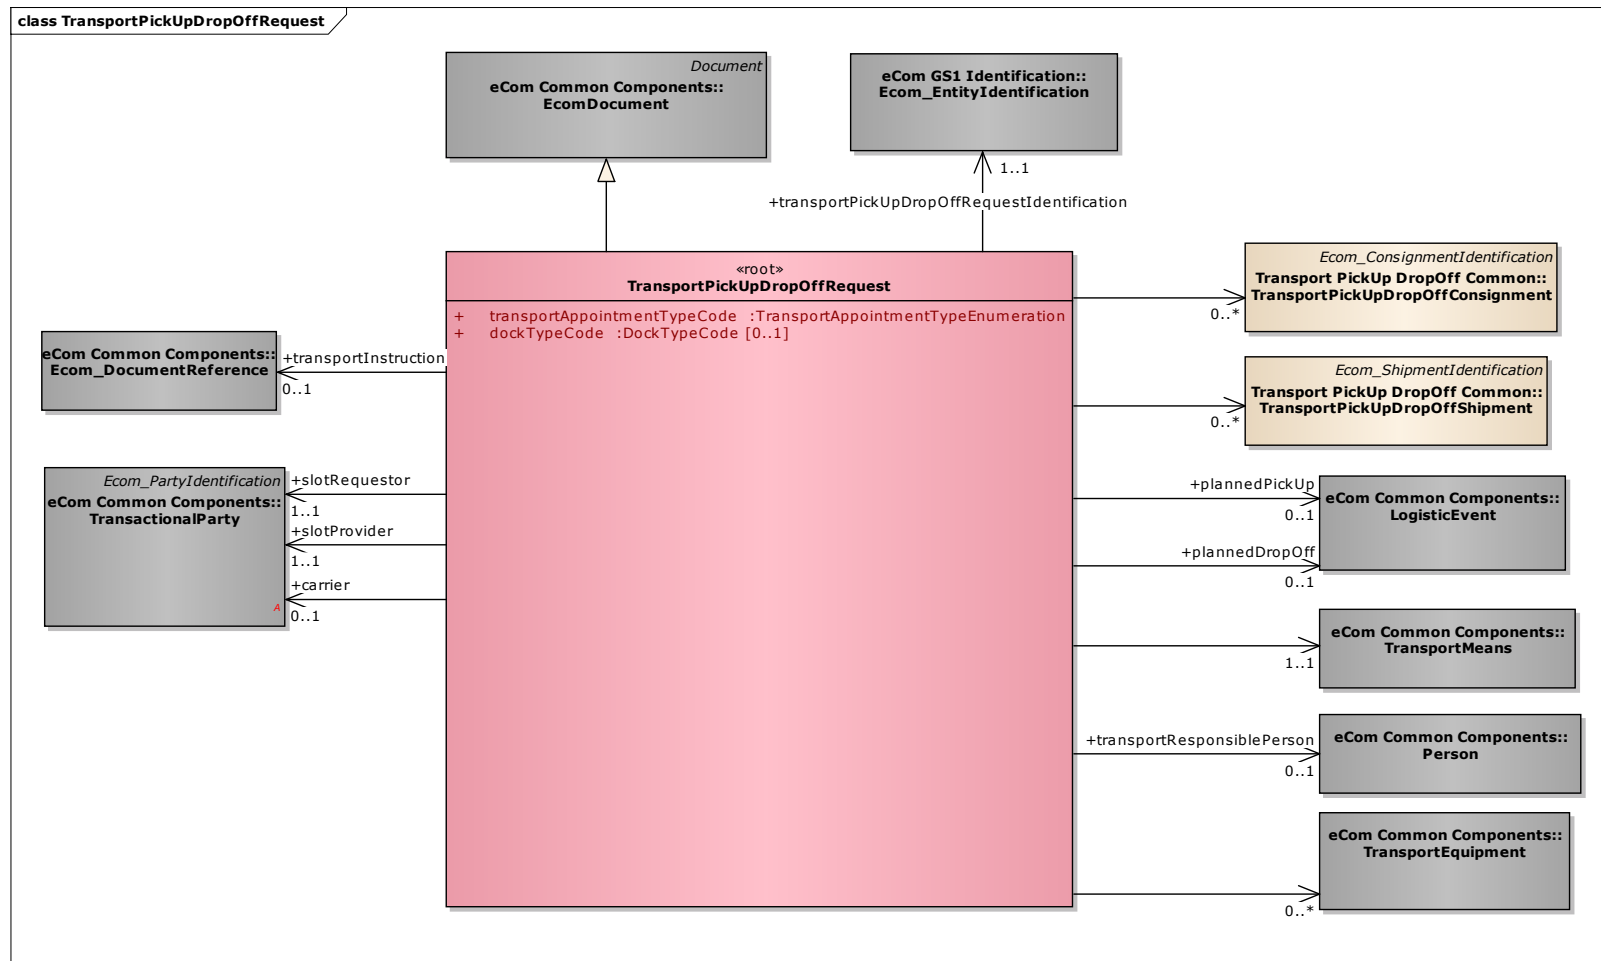 class TransportPickUpDropOffRequest
Document
eCom Common Components::
EcomDocument
eCom GS1 Identification::
Ecom_EntityIdentification
1..1
+transportPickUpDropOffRequestIdentification
«root»
TransportPickUpDropOffRequest
+ transportAppointmentTypeCode :TransportAppointmentTypeEnumeration
+ dockTypeCode :DockTypeCode [0..1]
Ecom_ConsignmentIdentification
Transport PickUp DropOff Common::
TransportPickUpDropOffConsignment
0..*
eCom Common Components::
Ecom_DocumentReference
+transportInstruction
0..1
Ecom_ShipmentIdentification
Transport PickUp DropOff Common::
TransportPickUpDropOffShipment
0..*
Ecom_PartyIdentification
eCom Common Components::
TransactionalParty
A
+slotRequestor
1..1
+slotProvider
1..1
+carrier
0..1
+plannedPickUp
0..1
+plannedDropOff
0..1
eCom Common Components::
LogisticEvent
eCom Common Components::
TransportMeans
1..1
+transportResponsiblePerson
0..1
eCom Common Components::
Person
eCom Common Components::
TransportEquipment
0..*